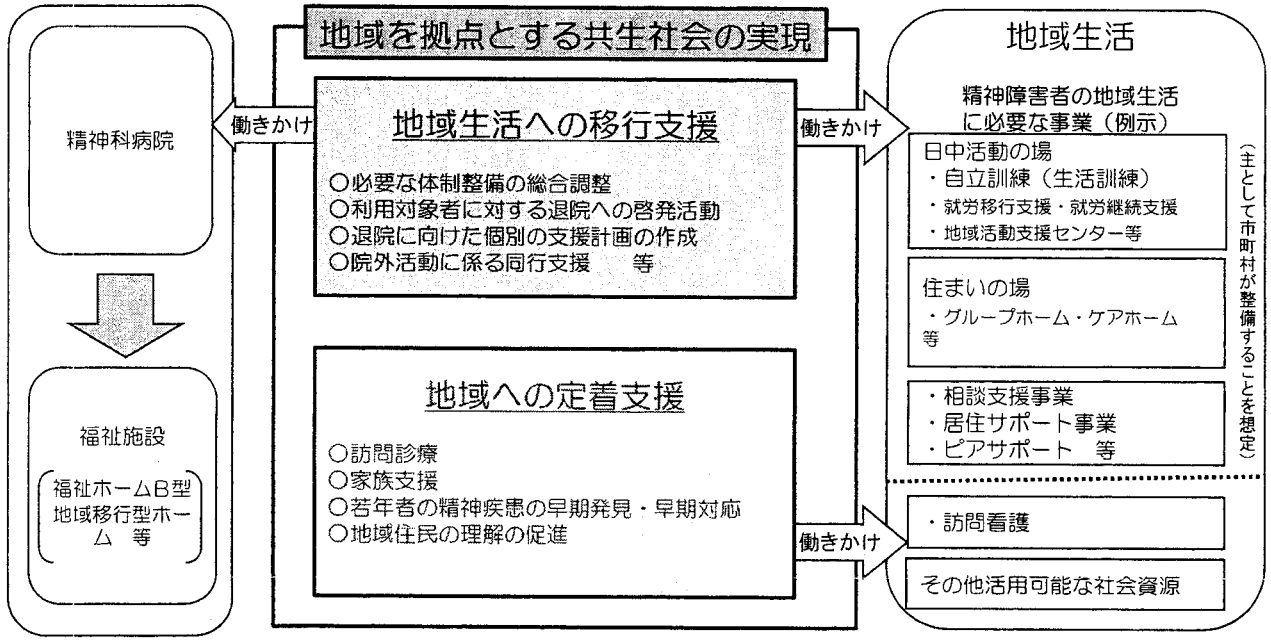 地域を拠点とする共生社会の実現
精神科病院
福祉施設
福祉ホームB型
地域移行型ホー
ム 等
働きかけ
地域生活への移行支援
○必要な体制整備の総合調整
○利用対象者に対する退院への啓発活動
○退院に向けた個別の支援計画の作成
○院外活動に係る同行支援 等
働きかけ
地域への定着支援
○訪問診療
○家族支援
○若年者の精神疾患の早期発見・早期対応
○地域住民の理解の促進
働きかけ
地域生活
精神障害者の地域生活
に必要な事業(例示)
日中活動の場
・自立訓練(生活訓練)
・就労移行支援・就労継続支援
・地域活動支援センター等
住まいの場
・グループホーム・ケアホーム
等
・相談支援事業
・居住サポート事業
・ピアサポート 等
(主として市町村が整備することを想定)
・訪問看護
その他活用可能な社会資源